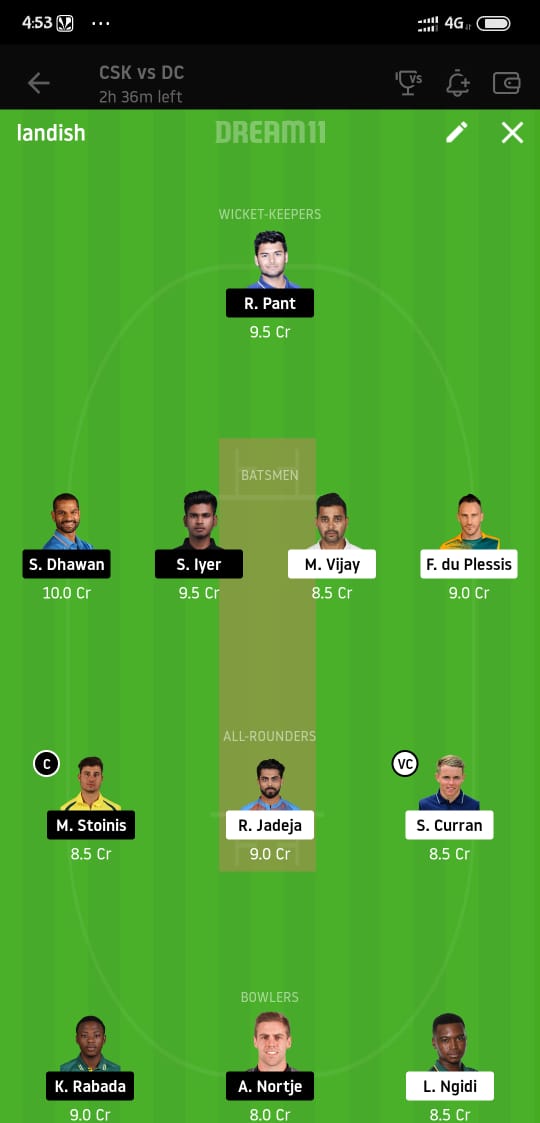 4:53 ... 4G
CSK vs DC
VS
2h 36m left
landish DREAM11
WICKET-KEEPERS
R. Pant
9.5 Cr
BATSMEN
S. Dhawan S. Iyer M. Vijay F. du Plessis
10.0 Cr 9.5 Cr 8.5 Cr 9.0 Cr
ALL-ROUNDERS
C VC
M. Stoinis R. Jadeja S. Curran
8.5 Cr 9.0 Cr 8.5 Cr
BOWLERS
K. Rabada A. Nortje L. Ngidi
9.0 Cr 8.0 Cr 8.5 Cr